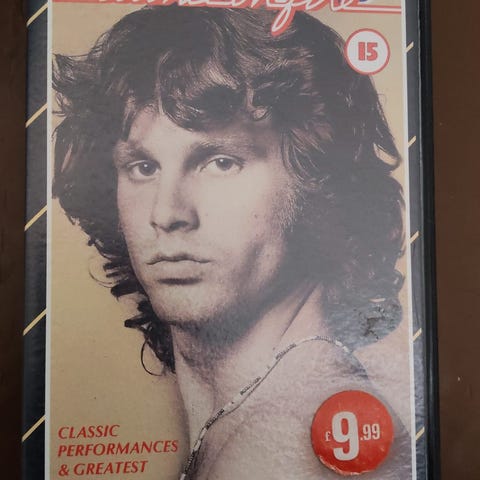 15
CLASSIC
PERFORMANCES
& GREATEST
£9.99